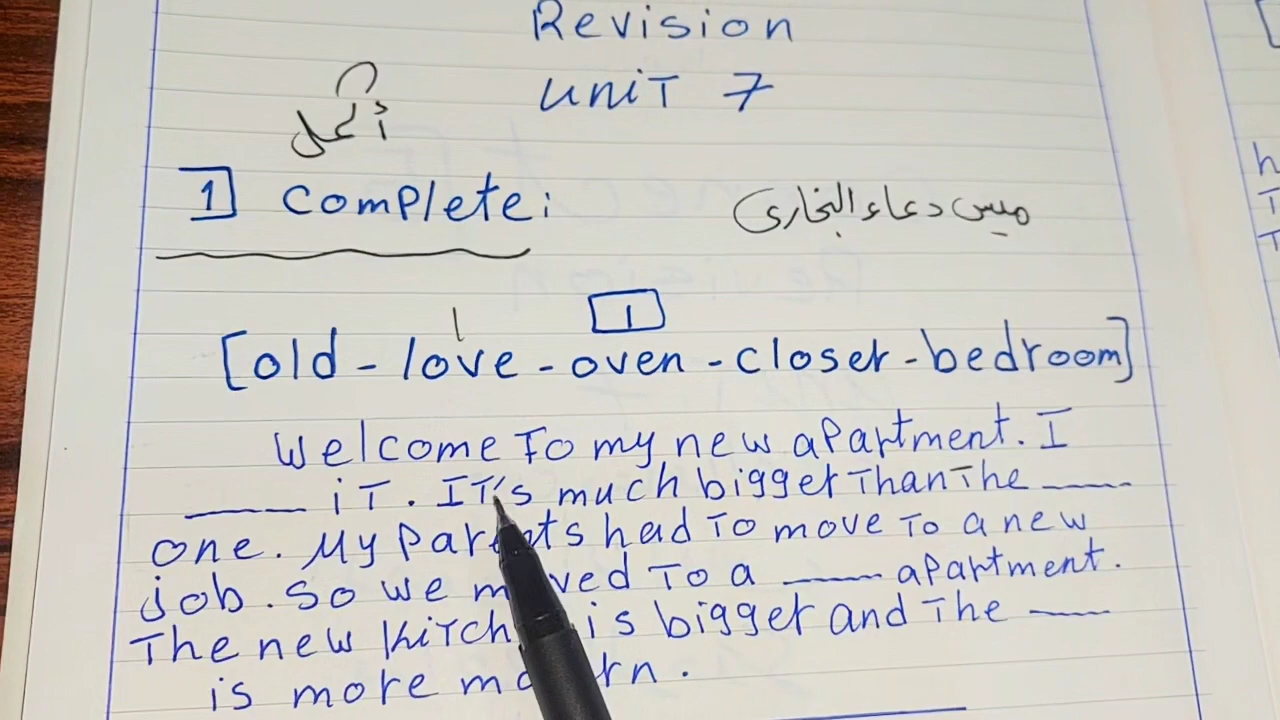 Revision
Unit 7
أكمل
1 Complete:
ميس دعاء البخارى
1
[old - love - oven - closer - bedroom]
Welcome To my new apartment. I
____ iT. IT's much bigger Than The ____
one. My Parents had To move To a new
job. So we moved To a ____ apartment.
The new KiTch is bigger and The ____
is more modern.